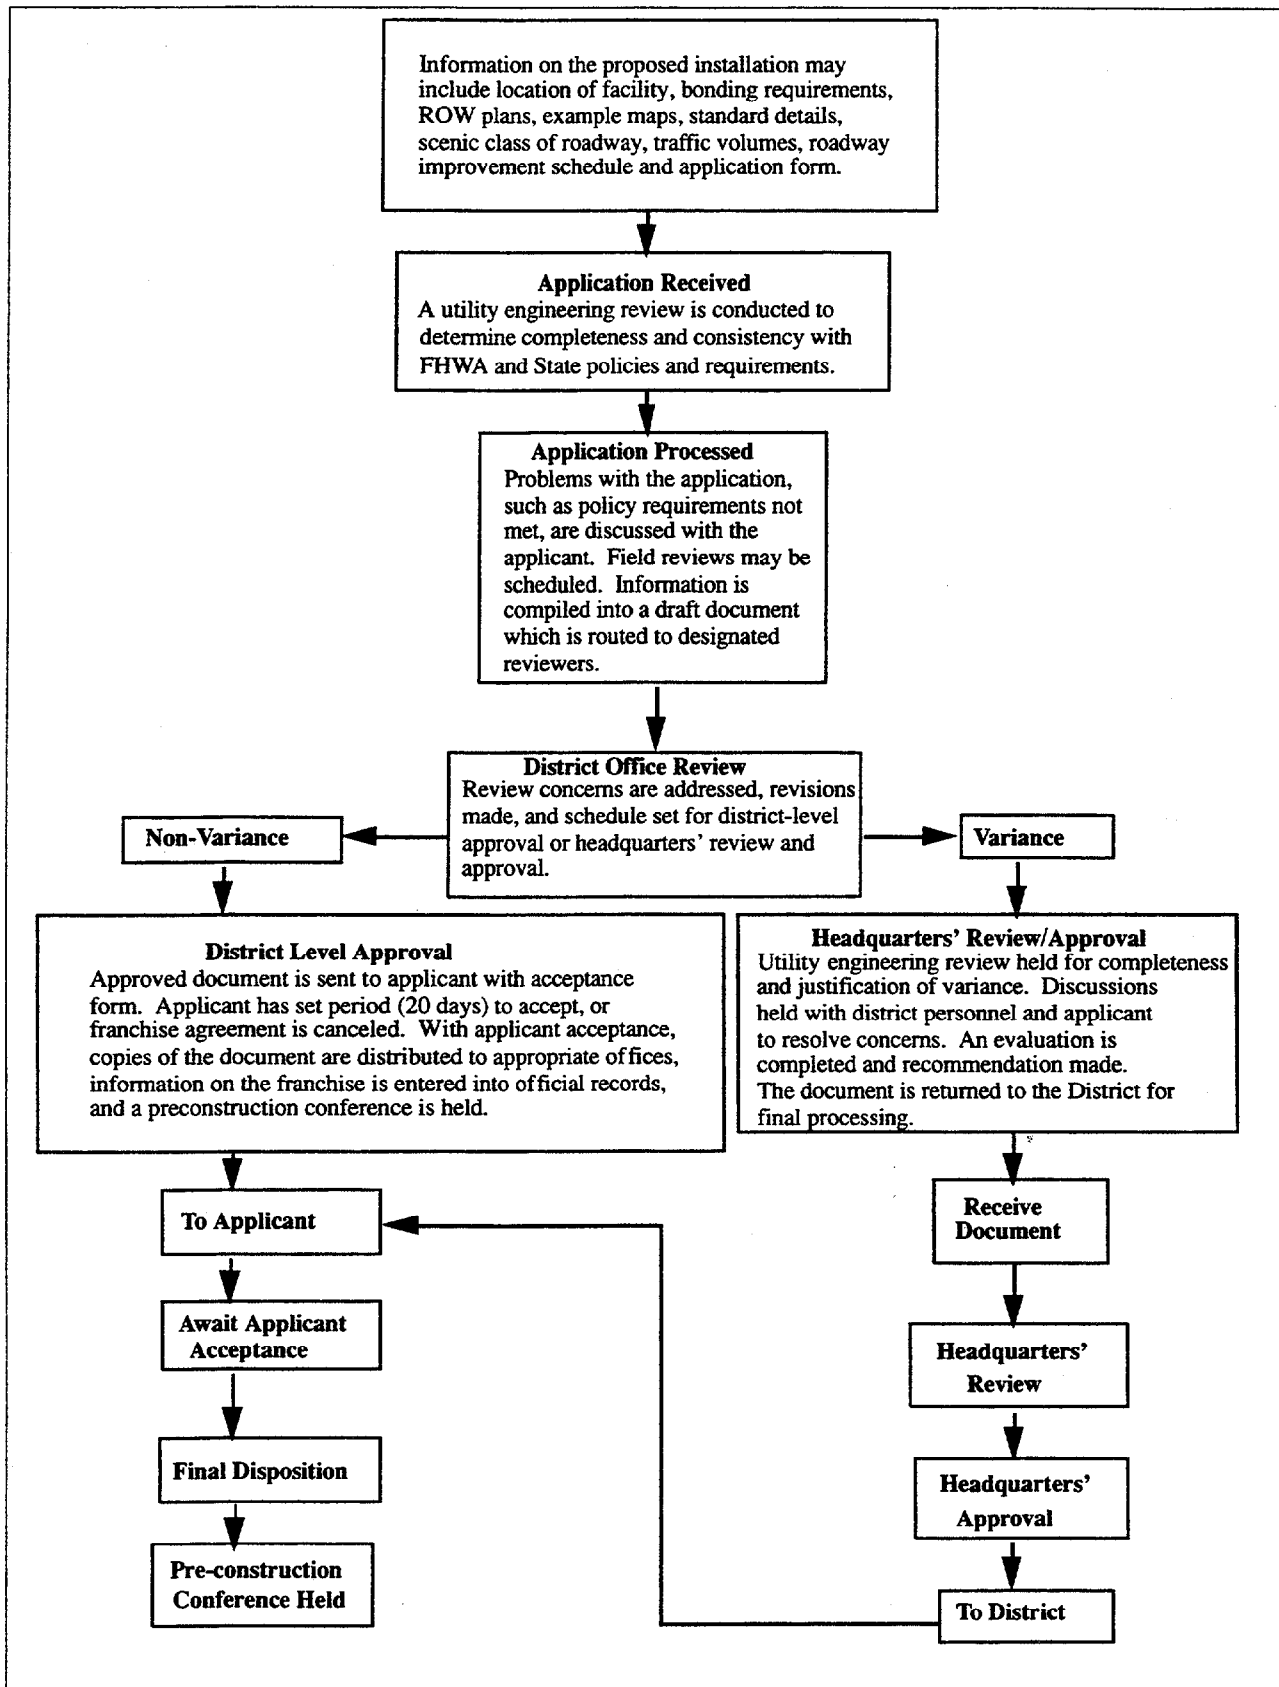 Information on the proposed installation may
include location of facility, bonding requirements,
ROW plans, example maps, standard details,
scenic class of roadway, traffic volumes, roadway
improvement schedule and application form.
Application Received
A utility engineering review is conducted to
determine completeness and consistency with
FHWA and State policies and requirements.
Application Processed
Problems with the application,
such as policy requirements not
met, are discussed with the
applicant. Field reviews may be
scheduled. Information is
compiled into a draft document
which is routed to designated
reviewers.
District Office Review
Review concerns are addressed, revisions
made, and schedule set for district-level
approval or headquarters' review and
approval.
Non-Variance
Variance
District Level Approval
Approved document is sent to applicant with acceptance
form. Applicant has set period (20 days) to accept, or
franchise agreement is canceled. With applicant acceptance,
copies of the document are distributed to appropriate offices,
information on the franchise is entered into official records,
and a preconstruction conference is held.
Headquarters' Review/Approval
Utility engineering review held for completeness
and justification of variance. Discussions
held with district personnel and applicant
to resolve concerns. An evaluation is
completed and recommendation made.
The document is returned to the District for
final processing.
To Applicant
Await Applicant
Acceptance
Final Disposition
Pre-construction
Conference Held
Receive
Document
Headquarters'
Review
Headquarters'
Approval
To District